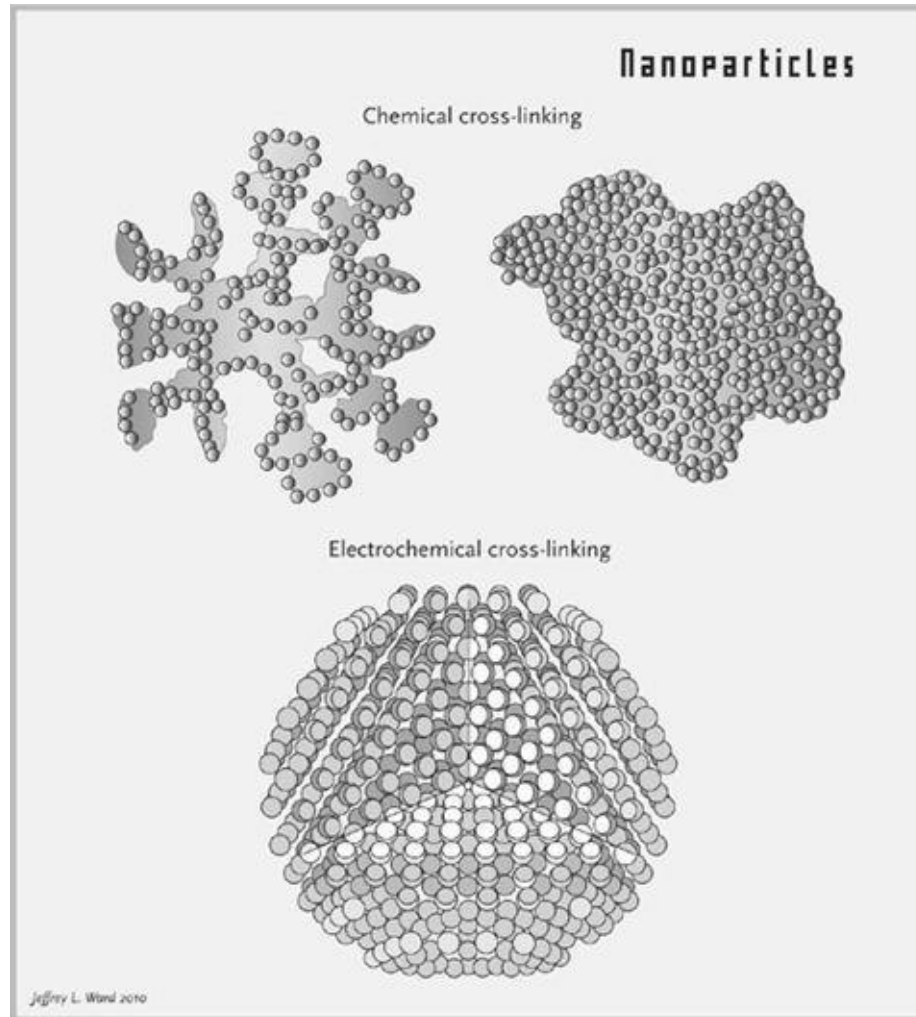 Nanoparticles
Chemical cross-linking
Electrochemical cross-linking
Jeffrey L. Ward 2010